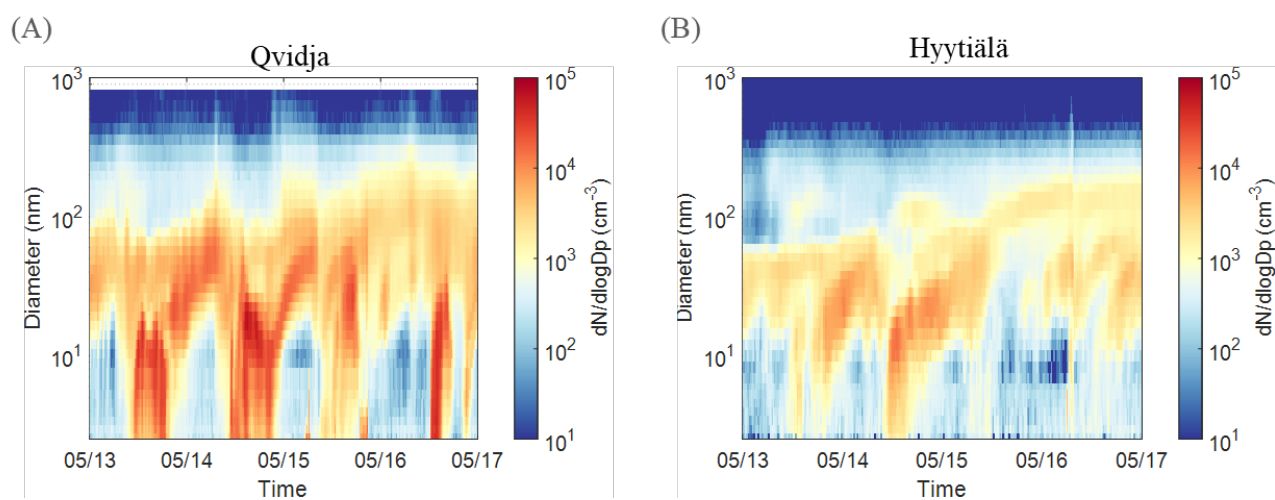 (A)
Qvidja
10^3
10^2
10^1
Diameter (nm)
05/13 05/14 05/15 05/16 05/17
Time
10^5
10^4
10^3
10^2
10^1
dN/dlogDp (cm^-3)
(B)
Hyytiälä
10^3
10^2
10^1
Diameter (nm)
05/13 05/14 05/15 05/16 05/17
Time
10^5
10^4
10^3
10^2
10^1
dN/dlogDp (cm^-3)